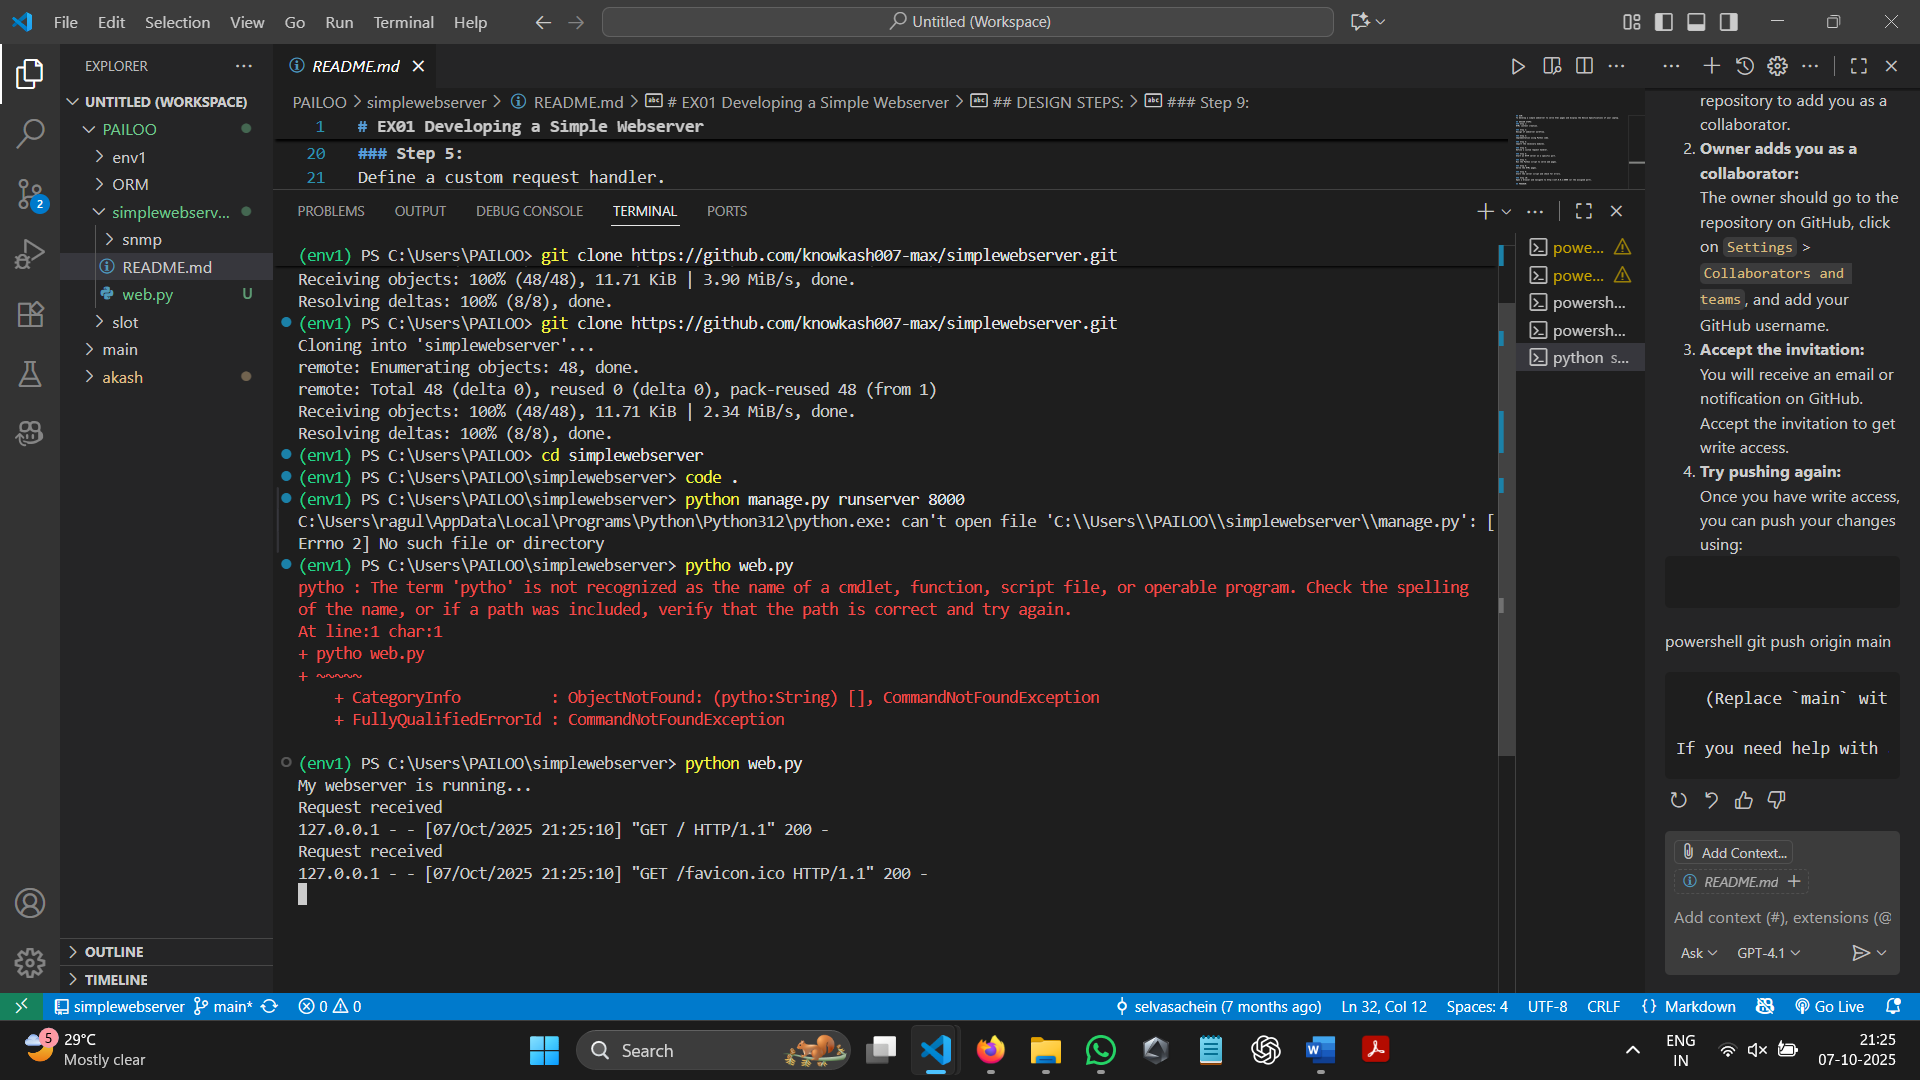 File Edit Selection View Go Run Terminal Help
Untitled (Workspace)
EXPLORER
UNTITLED (WORKSPACE)
PAILOO
env1
ORM
simplewebserv...
snmp
README.md
web.py U
slot
main
akash
OUTLINE
TIMELINE
2
README.md
PAILOO > simplewebserver > README.md > # EX01 Developing a Simple Webserver > ## DESIGN STEPS: > ### Step 9:
1 # EX01 Developing a Simple Webserver
20 ### Step 5:
21 Define a custom request handler.
PROBLEMS OUTPUT DEBUG CONSOLE TERMINAL PORTS
(env1) PS C:\Users\PAILOO> git clone https://github.com/knowkash007-max/simplewebserver.git
Receiving objects: 100% (48/48), 11.71 KiB | 3.90 MiB/s, done.
Resolving deltas: 100% (8/8), done.
(env1) PS C:\Users\PAILOO> git clone https://github.com/knowkash007-max/simplewebserver.git
Cloning into 'simplewebserver'...
remote: Enumerating objects: 48, done.
remote: Total 48 (delta 0), reused 0 (delta 0), pack-reused 48 (from 1)
Receiving objects: 100% (48/48), 11.71 KiB | 2.34 MiB/s, done.
Resolving deltas: 100% (8/8), done.
(env1) PS C:\Users\PAILOO> cd simplewebserver
(env1) PS C:\Users\PAILOO\simplewebserver> code .
(env1) PS C:\Users\PAILOO\simplewebserver> python manage.py runserver 8000
C:\Users\ragul\AppData\Local\Programs\Python\Python312\python.exe: can't open file 'C:\\Users\\PAILOO\\simplewebserver\\manage.py': [
Errno 2] No such file or directory
(env1) PS C:\Users\PAILOO\simplewebserver> pytho web.py
pytho : The term 'pytho' is not recognized as the name of a cmdlet, function, script file, or operable program. Check the spelling
of the name, or if a path was included, verify that the path is correct and try again.
At line:1 char:1
+ pytho web.py
+ ~~~~~
+ CategoryInfo : ObjectNotFound: (pytho:String) [], CommandNotFoundException
+ FullyQualifiedErrorId : CommandNotFoundException
(env1) PS C:\Users\PAILOO\simplewebserver> python web.py
My webserver is running...
Request received
127.0.0.1 - - [07/Oct/2025 21:25:10] "GET / HTTP/1.1" 200 -
Request received
127.0.0.1 - - [07/Oct/2025 21:25:10] "GET /favicon.ico HTTP/1.1" 200 -
powe...
powe...
powersh...
powersh...
python s...
repository to add you as a
collaborator.
2. Owner adds you as a
collaborator:
The owner should go to the
repository on GitHub, click
on Settings >
Collaborators and
teams, and add your
GitHub username.
3. Accept the invitation:
You will receive an email or
notification on GitHub.
Accept the invitation to get
write access.
4. Try pushing again:
Once you have write access,
you can push your changes
using:
powershell git push origin main
(Replace `main` wit
If you need help with
Add Context...
README.md
Add context (#), extensions (@
Ask GPT-4.1
simplewebserver main* 0 0
selvasachein (7 months ago) Ln 32, Col 12 Spaces: 4 UTF-8 CRLF {} Markdown Go Live
5
29°C
Mostly clear
Search
ENG
IN
21:25
07-10-2025